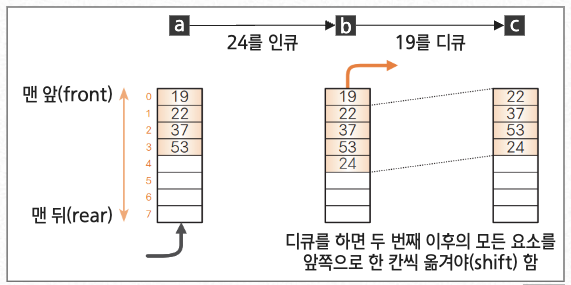 a
24를 인큐
b
19를 디큐
c
맨 앞(front)
맨 뒤(rear)
0 19
1 22
2 37
3 53
4
5
6
7
19
22
37
53
24
22
37
53
24
디큐를 하면 두 번째 이후의 모든 요소를
앞쪽으로 한 칸씩 옮겨야(shift) 함